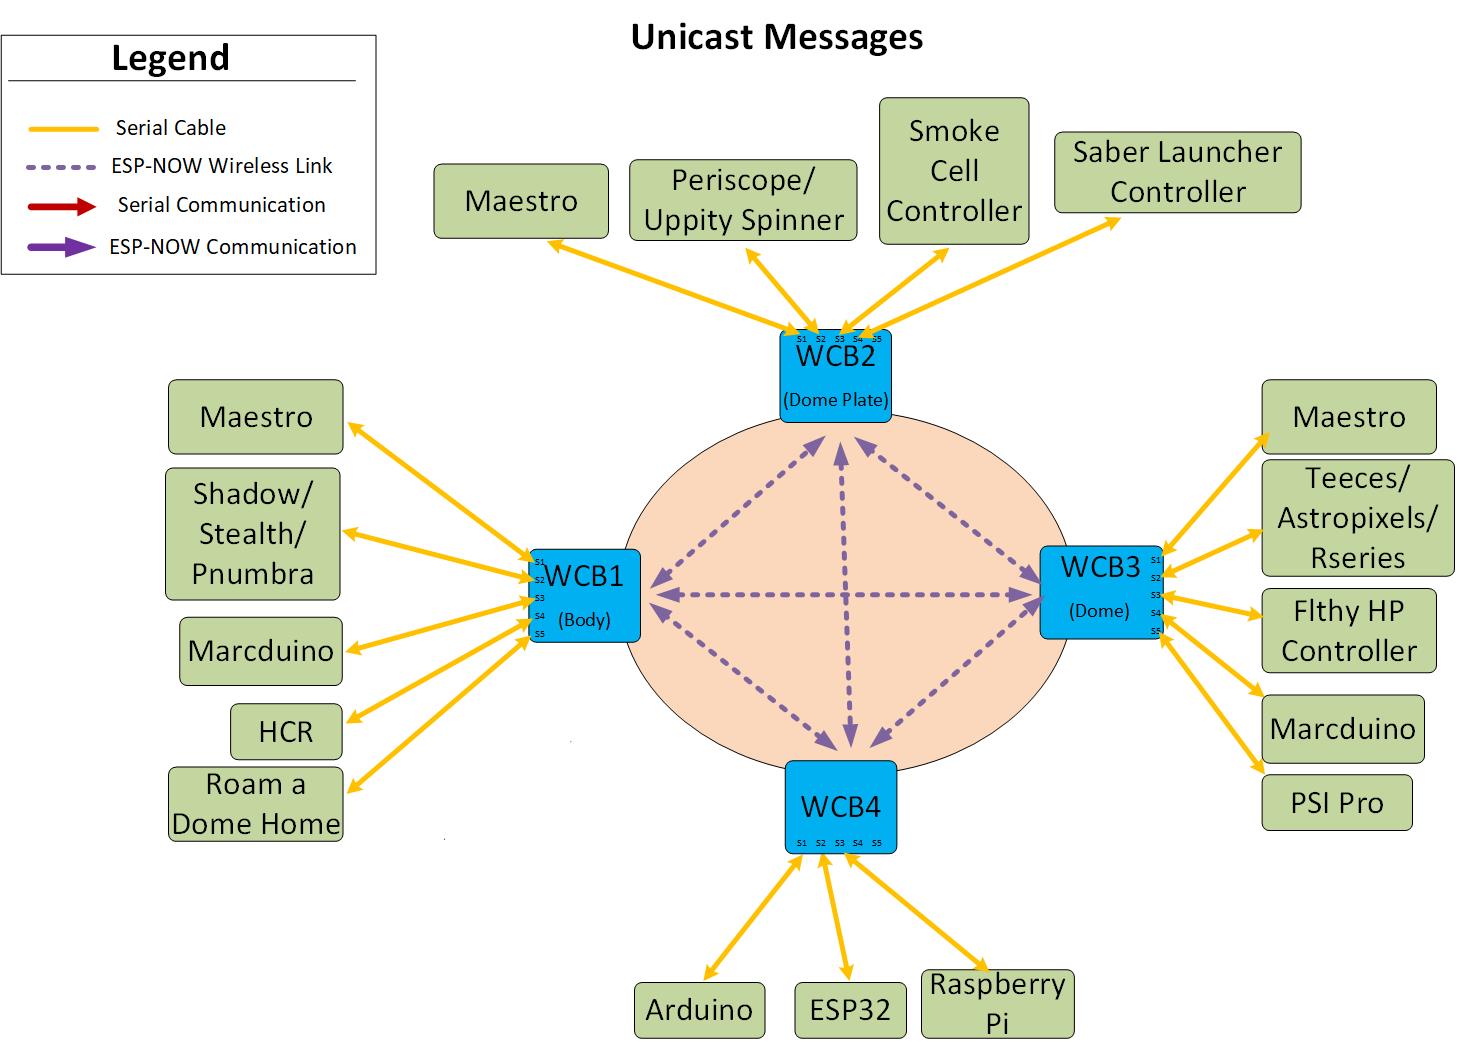 Unicast Messages
Legend
Serial Cable
ESP-NOW Wireless Link
Serial Communication
ESP-NOW Communication
Maestro
Periscope/
Uppity Spinner
Smoke
Cell
Controller
Saber Launcher
Controller
S1 S2 S3 S4 S5
WCB2
(Dome Plate)
Maestro
Shadow/
Stealth/
Pnumbra
Marcduino
HCR
Roam a
Dome Home
S1
S2
S3
S4
S5
WCB1
(Body)
WCB3
(Dome)
S1
S2
S3
S4
S5
Maestro
Teeces/
Astropixels/
Rseries
Flthy HP
Controller
Marcduino
PSI Pro
WCB4
S1 S2 S3 S4 S5
Arduino
ESP32
Raspberry
Pi